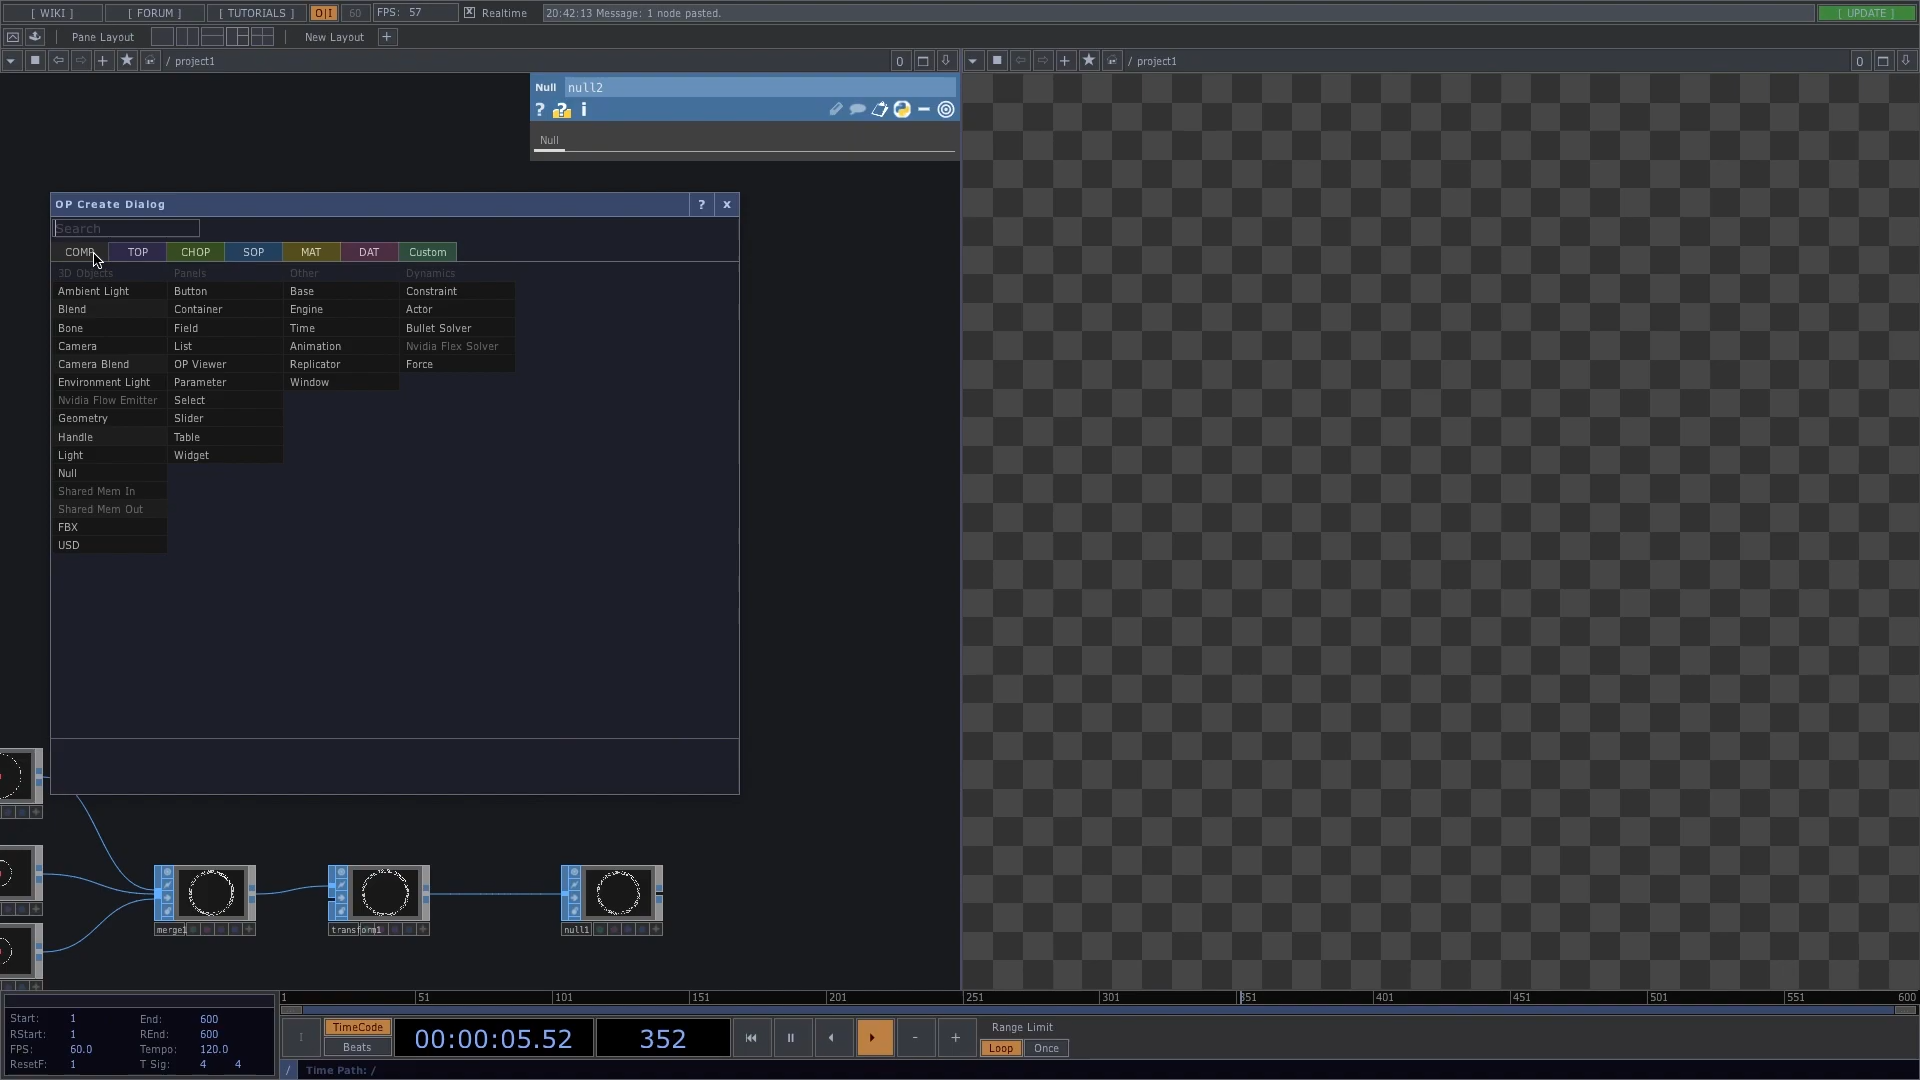 [ WIKI ] [ FORUM ] [ TUTORIALS ] O|I 60 FPS: 57 Realtime 20:42:13 Message: 1 node pasted. [ UPDATE ]
Pane Layout New Layout +
/ project1 0 / project1 0
Null null2
? ? i
Null
OP Create Dialog ? x
Search
COMP TOP CHOP SOP MAT DAT Custom
3D Objects Panels Other Dynamics
Ambient Light Button Base Constraint
Blend Container Engine Actor
Bone Field Time Bullet Solver
Camera List Animation Nvidia Flex Solver
Camera Blend OP Viewer Replicator Force
Environment Light Parameter Window
Nvidia Flow Emitter Select
Geometry Slider
Handle Table
Light Widget
Null
Shared Mem In
Shared Mem Out
FBX
USD
merge1 transform1 null1
1 51 101 151 201 251 301 351 401 451 501 551 600
Start: 1 End: 600
RStart: 1 REnd: 600
FPS: 60.0 Tempo: 120.0
ResetF: 1 T Sig: 4 4
TimeCode
Beats
00:00:05.52 352 - +
Range Limit
Loop Once
/ Time Path: /